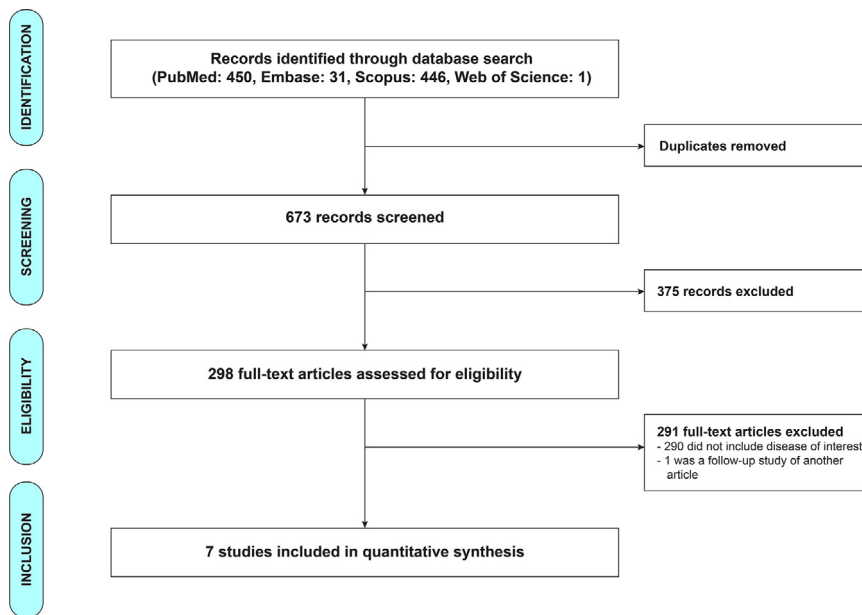 IDENTIFICATION
Records identified through database search
(PubMed: 450, Embase: 31, Scopus: 446, Web of Science: 1)
Duplicates removed
SCREENING
673 records screened
375 records excluded
ELIGIBILITY
298 full-text articles assessed for eligibility
291 full-text articles excluded
- 290 did not include disease of interest
- 1 was a follow-up study of another
article
INCLUSION
7 studies included in quantitative synthesis